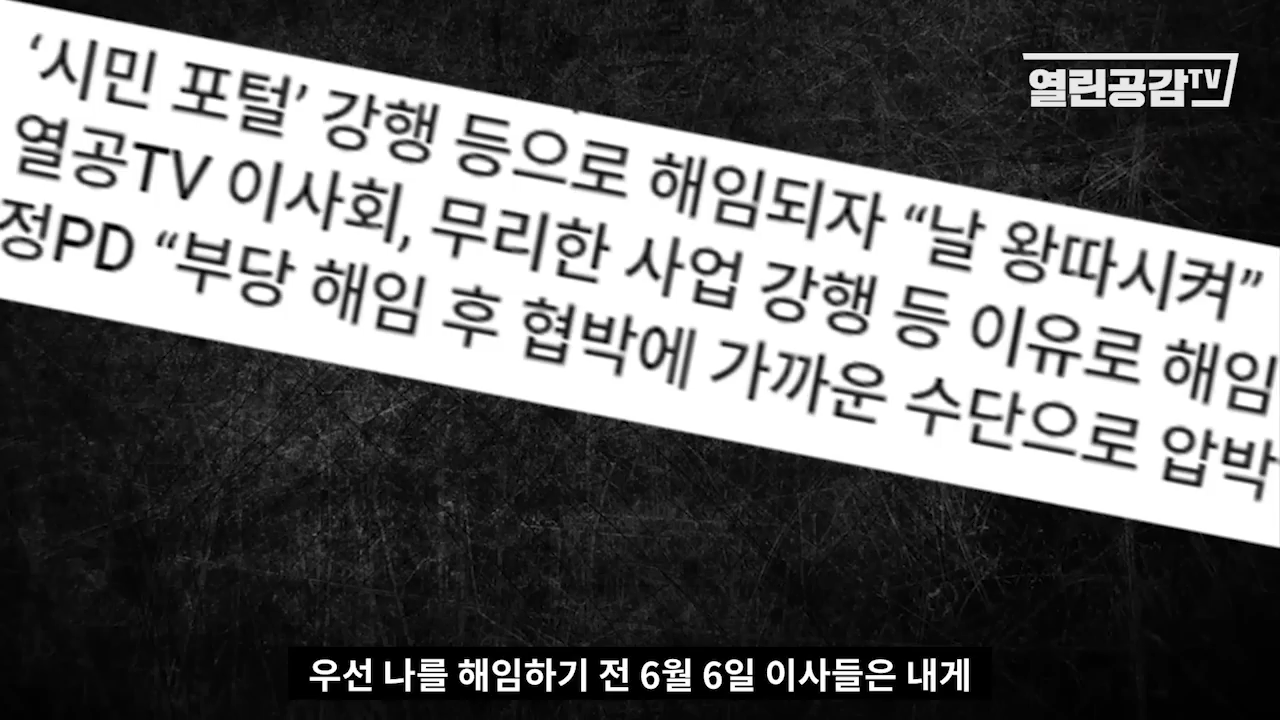 열린공감TV
‘시민 포털’ 강행 등으로 해임되자 “날 왕따시켜”
열공TV 이사회, 무리한 사업 강행 등 이유로 해임
정PD “부당 해임 후 협박에 가까운 수단으로 압박
우선 나를 해임하기 전 6월 6일 이사들은 내게